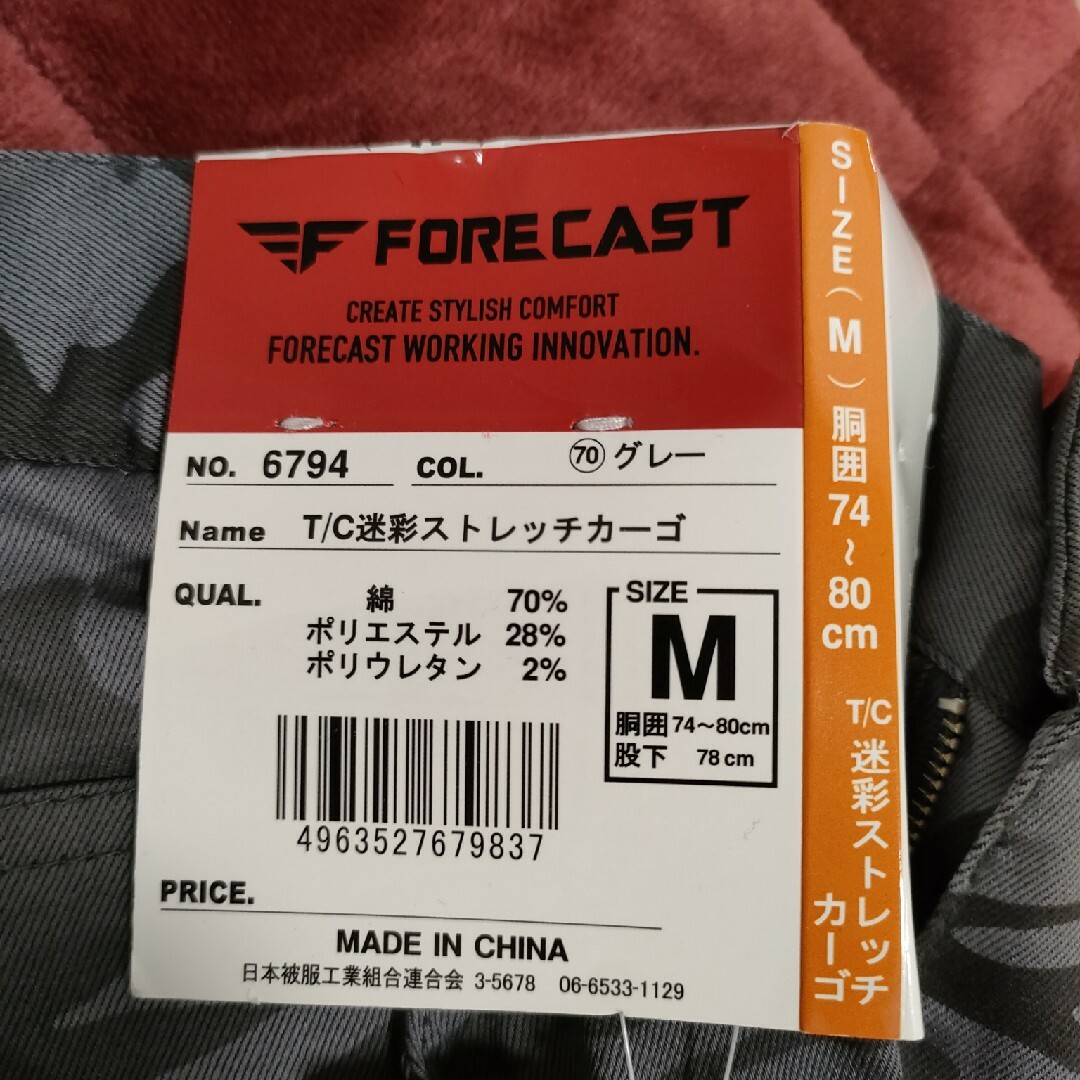 FORECAST
CREATE STYLISH COMFORT
FORECAST WORKING INNOVATION.
NO. 6794 COL. 70 グレー
Name T/C迷彩ストレッチカーゴ
QUAL. 綿 70%
ポリエステル 28%
ポリウレタン 2%
SIZE
M
胴囲 74~80cm
股下 78cm
4963527679837
PRICE.
MADE IN CHINA
日本被服工業組合連合会 3-5678 06-6533-1129
SIZE(M)胴囲74~80cm
T/C迷彩ストレッチ
カーゴ